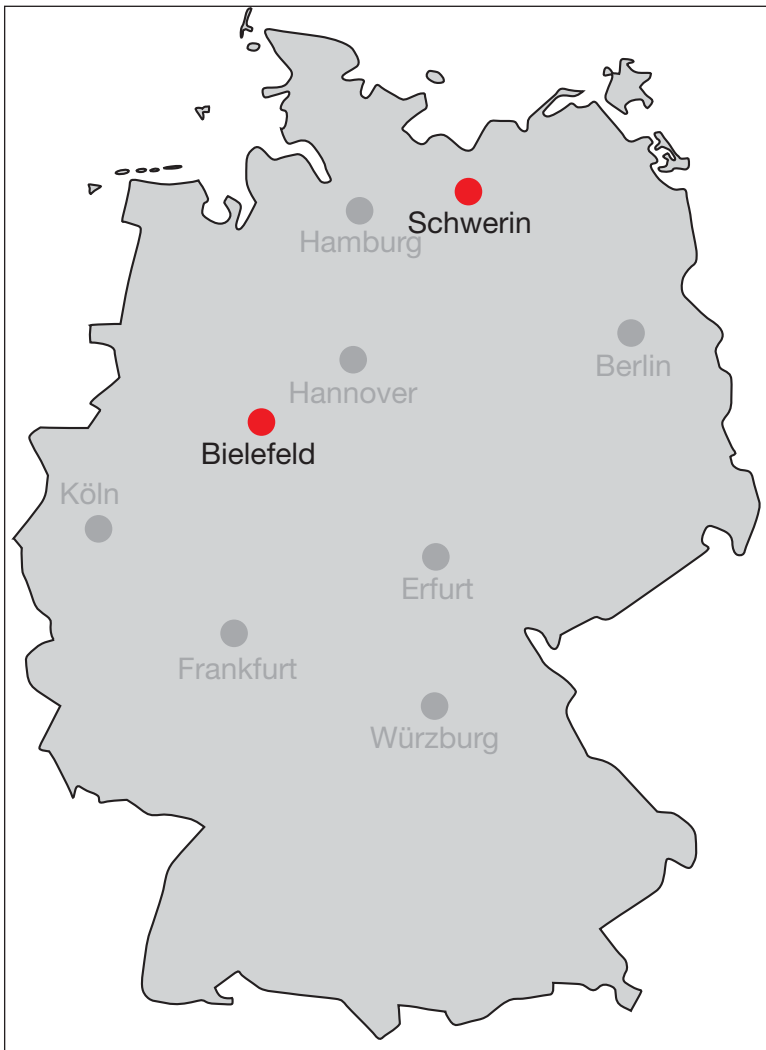 Schwerin
Hamburg
Berlin
Hannover
Bielefeld
Köln
Erfurt
Frankfurt
Würzburg